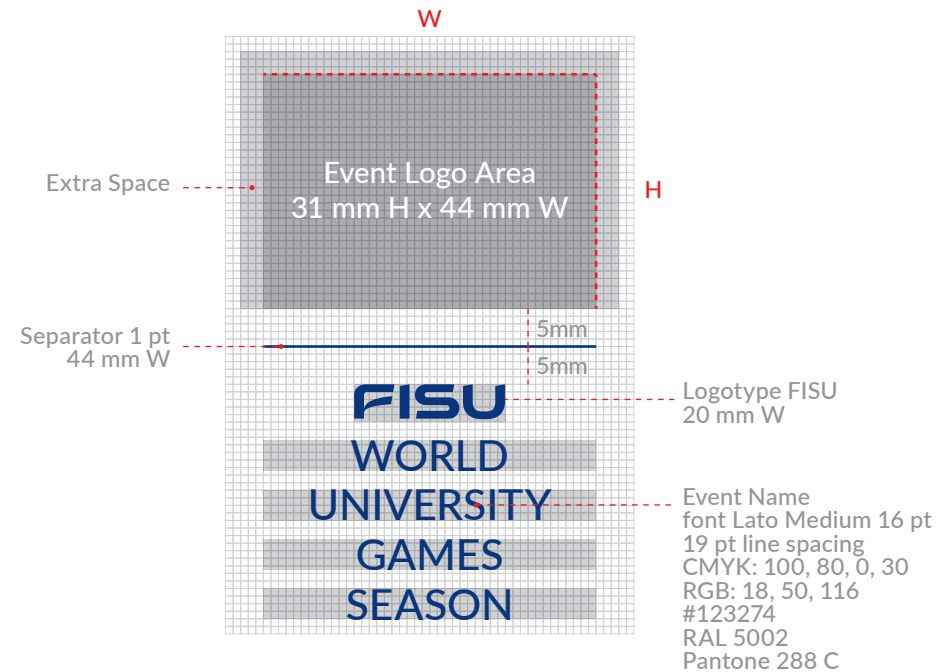 W
Event Logo Area
31 mm H x 44 mm W
H
Extra Space
5mm
Separator 1 pt
44 mm W
5mm
FISU
Logotype FISU
20 mm W
WORLD
UNIVERSITY
GAMES
SEASON
Event Name
font Lato Medium 16 pt
19 pt line spacing
CMYK: 100, 80, 0, 30
RGB: 18, 50, 116
#123274
RAL 5002
Pantone 288 C